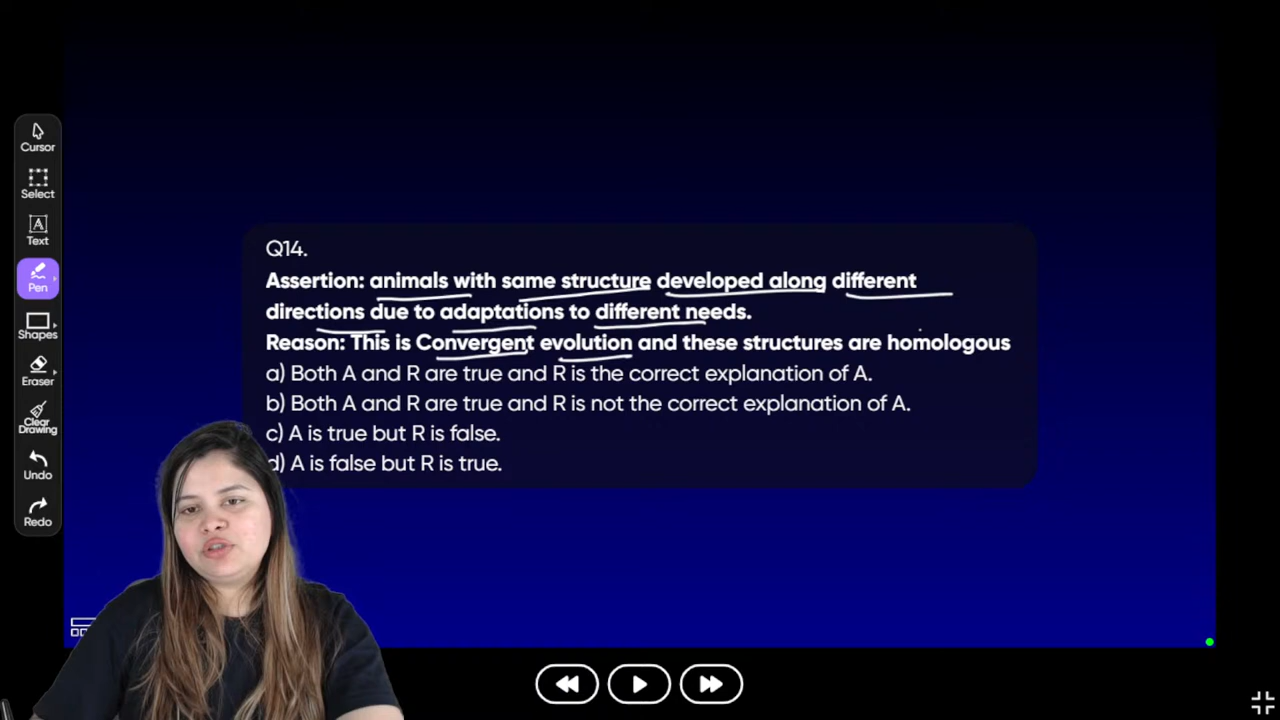 Cursor
Select
Text
Pen
Shapes
Eraser
Clear
Drawing
Undo
Redo
Q14.
Assertion: animals with same structure developed along different
directions due to adaptations to different needs.
Reason: This is Convergent evolution and these structures are homologous
a) Both A and R are true and R is the correct explanation of A.
b) Both A and R are true and R is not the correct explanation of A.
c) A is true but R is false.
d) A is false but R is true.